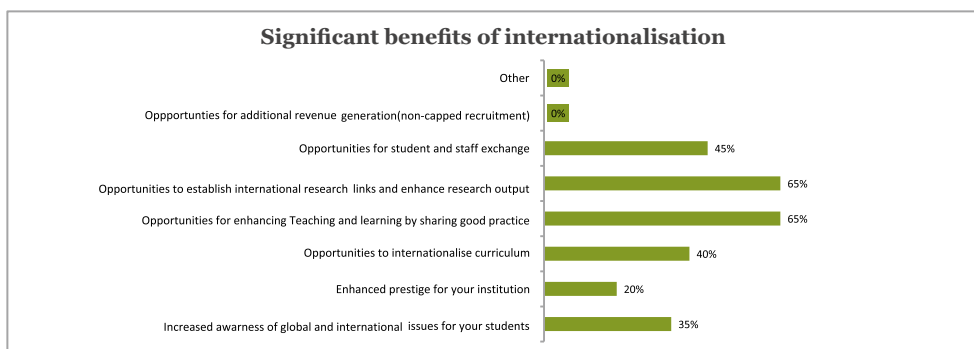 Significant benefits of internationalisation
Other 0%
Oppportunties for additional revenue generation(non-capped recruitment) 0%
Opportunities for student and staff exchange 45%
Opportunities to establish international research links and enhance research output 65%
Opportunities for enhancing Teaching and learning by sharing good practice 65%
Opportunities to internationalise curriculum 40%
Enhanced prestige for your institution 20%
Increased awarness of global and international issues for your students 35%